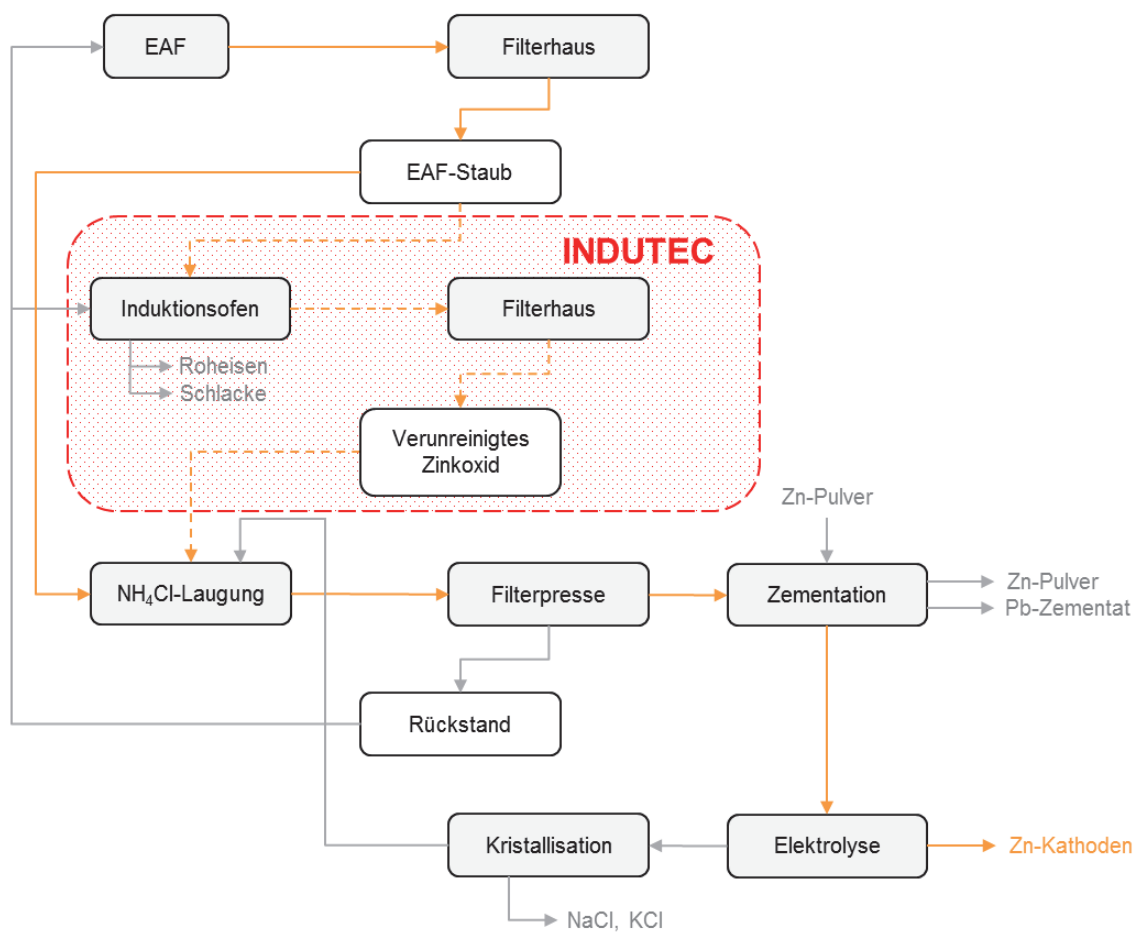 EAF
Filterhaus
EAF-Staub
INDUTEC
Induktionsofen
Filterhaus
Roheisen
Schlacke
Verunreinigtes
Zinkoxid
Zn-Pulver
NH₄Cl-Laugung
Filterpresse
Zementation
Zn-Pulver
Pb-Zementat
Rückstand
Kristallisation
Elektrolyse
Zn-Kathoden
NaCl, KCl